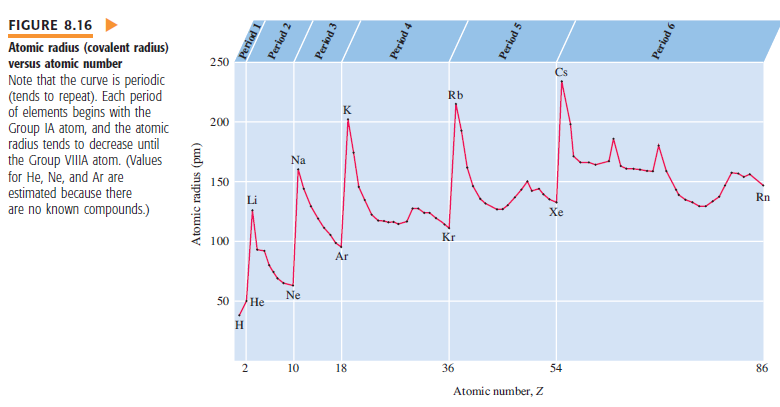 FIGURE 8.16
Atomic radius (covalent radius)
versus atomic number
Note that the curve is periodic
(tends to repeat). Each period
of elements begins with the
Group IA atom, and the atomic
radius tends to decrease until
the Group VIIIA atom. (Values
for He, Ne, and Ar are
estimated because there
are no known compounds.)
Period 1
Period 2
Period 3
Period 4
Period 5
Period 6
Atomic radius (pm)
250
200
150
100
50
H
He
Li
Ne
Na
Ar
K
Kr
Rb
Xe
Cs
Rn
2
10
18
36
54
86
Atomic number, Z